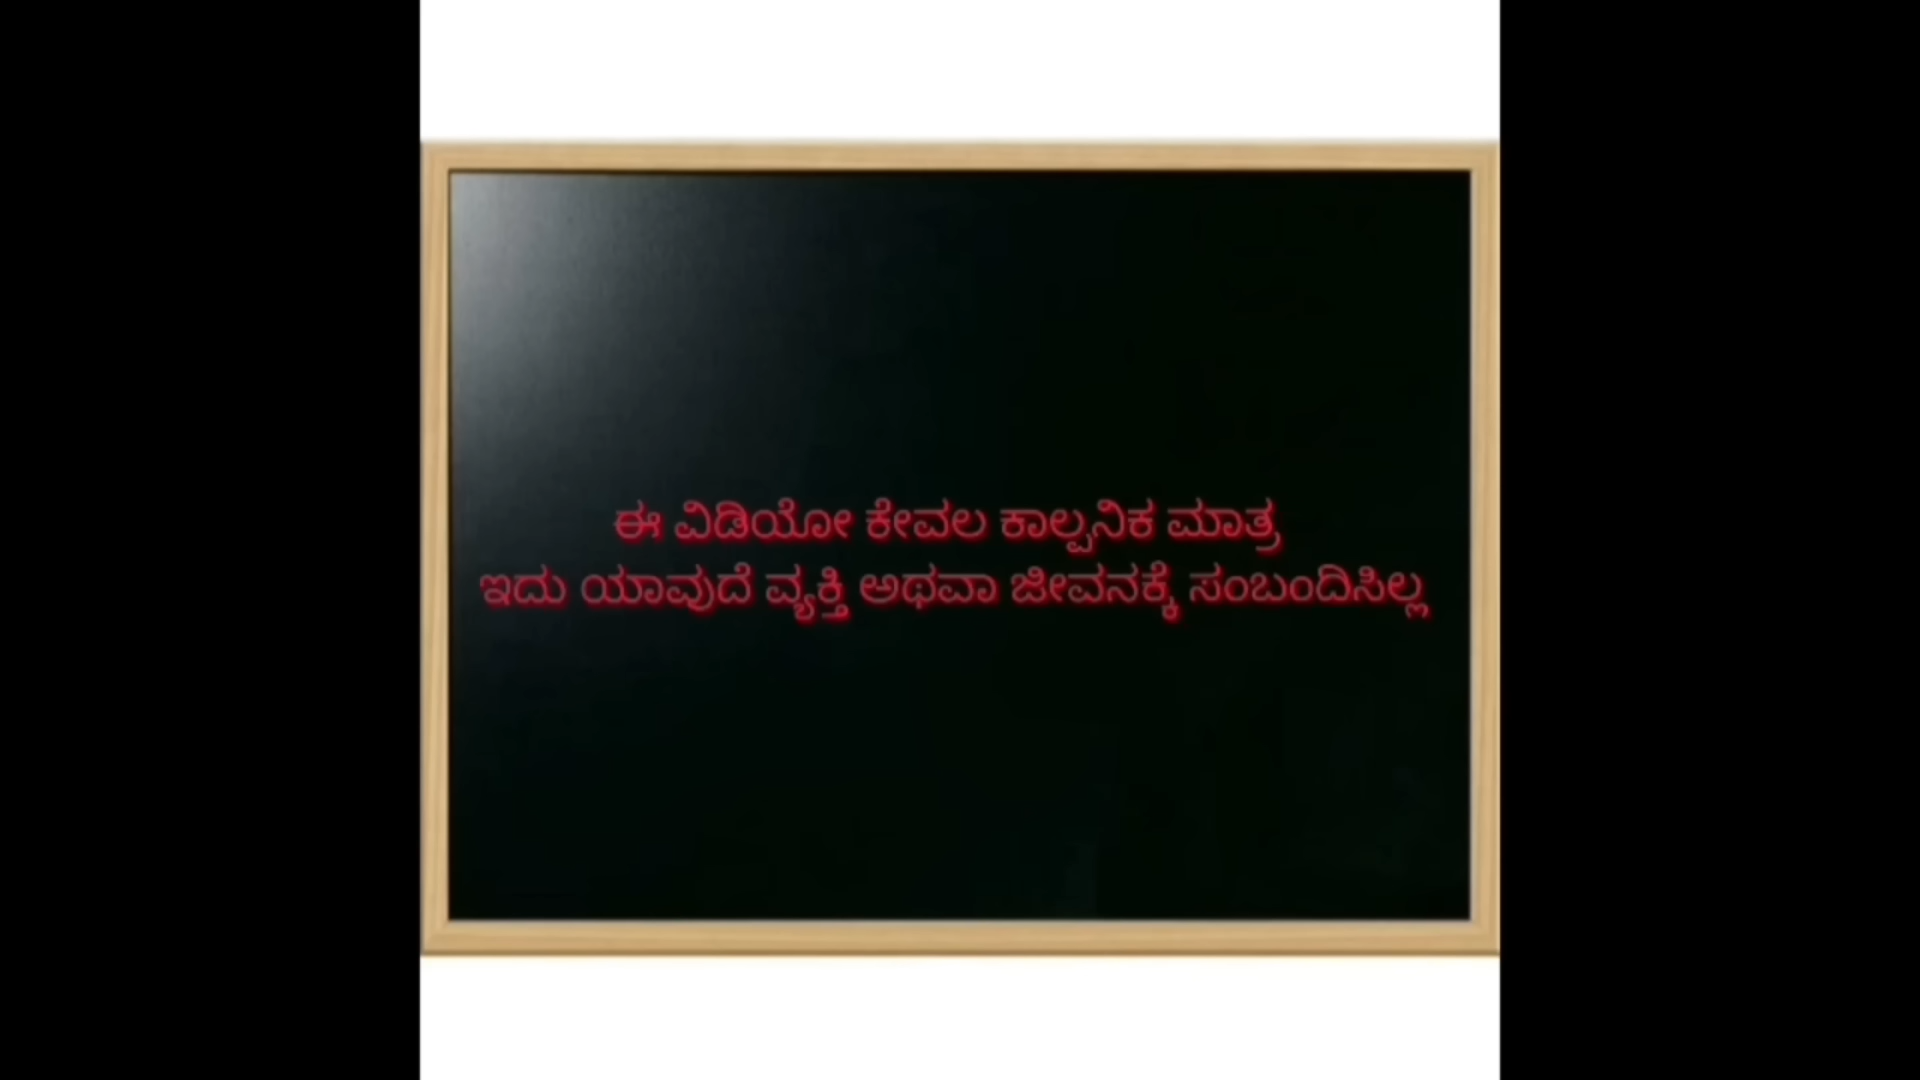 ಈ ವಿಡಿಯೋ ಕೇವಲ ಕಾಲ್ಪನಿಕ ಮಾತ್ರ
ಇದು ಯಾವುದೆ ವ್ಯಕ್ತಿ ಅಥವಾ ಜೀವನಕ್ಕೆ ಸಂಬಂದಿಸಿಲ್ಲ